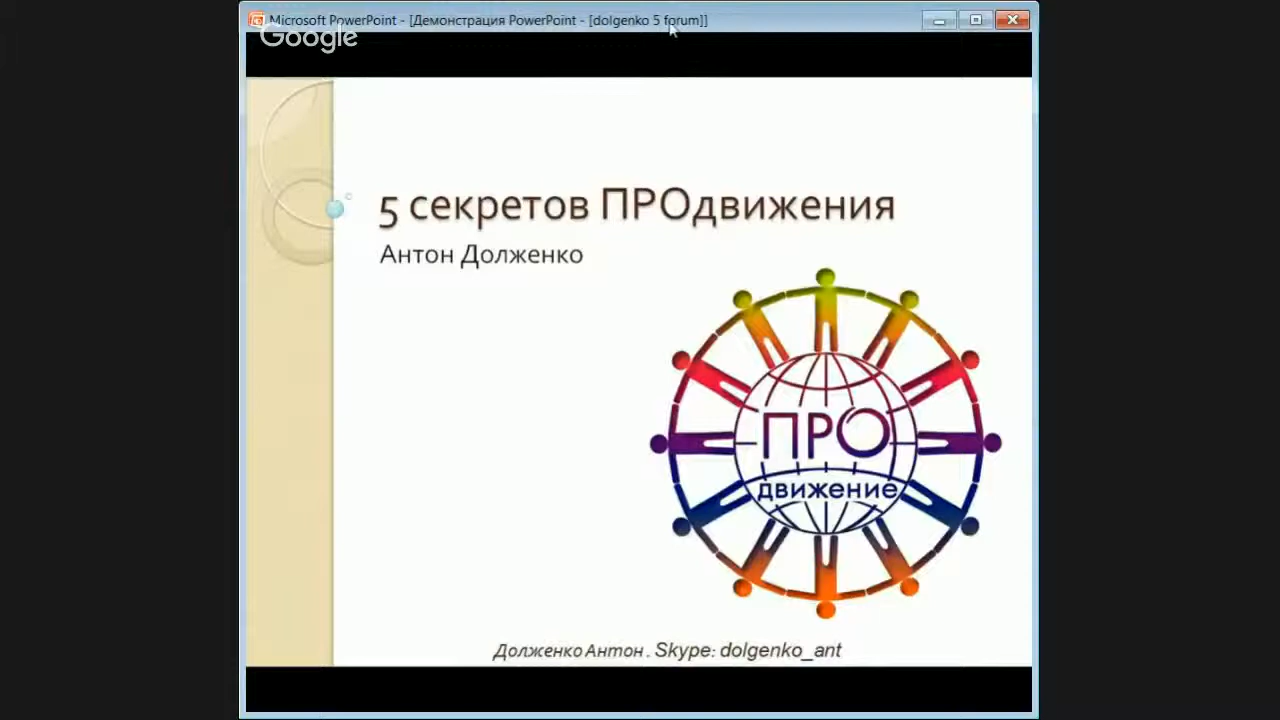 Microsoft PowerPoint - [Демонстрация PowerPoint - [dolgenko 5 forum]]
Google
5 секретов ПРОдвижения
Антон Долженко
ПРО
движение
Долженко Антон . Skype: dolgenko_ant